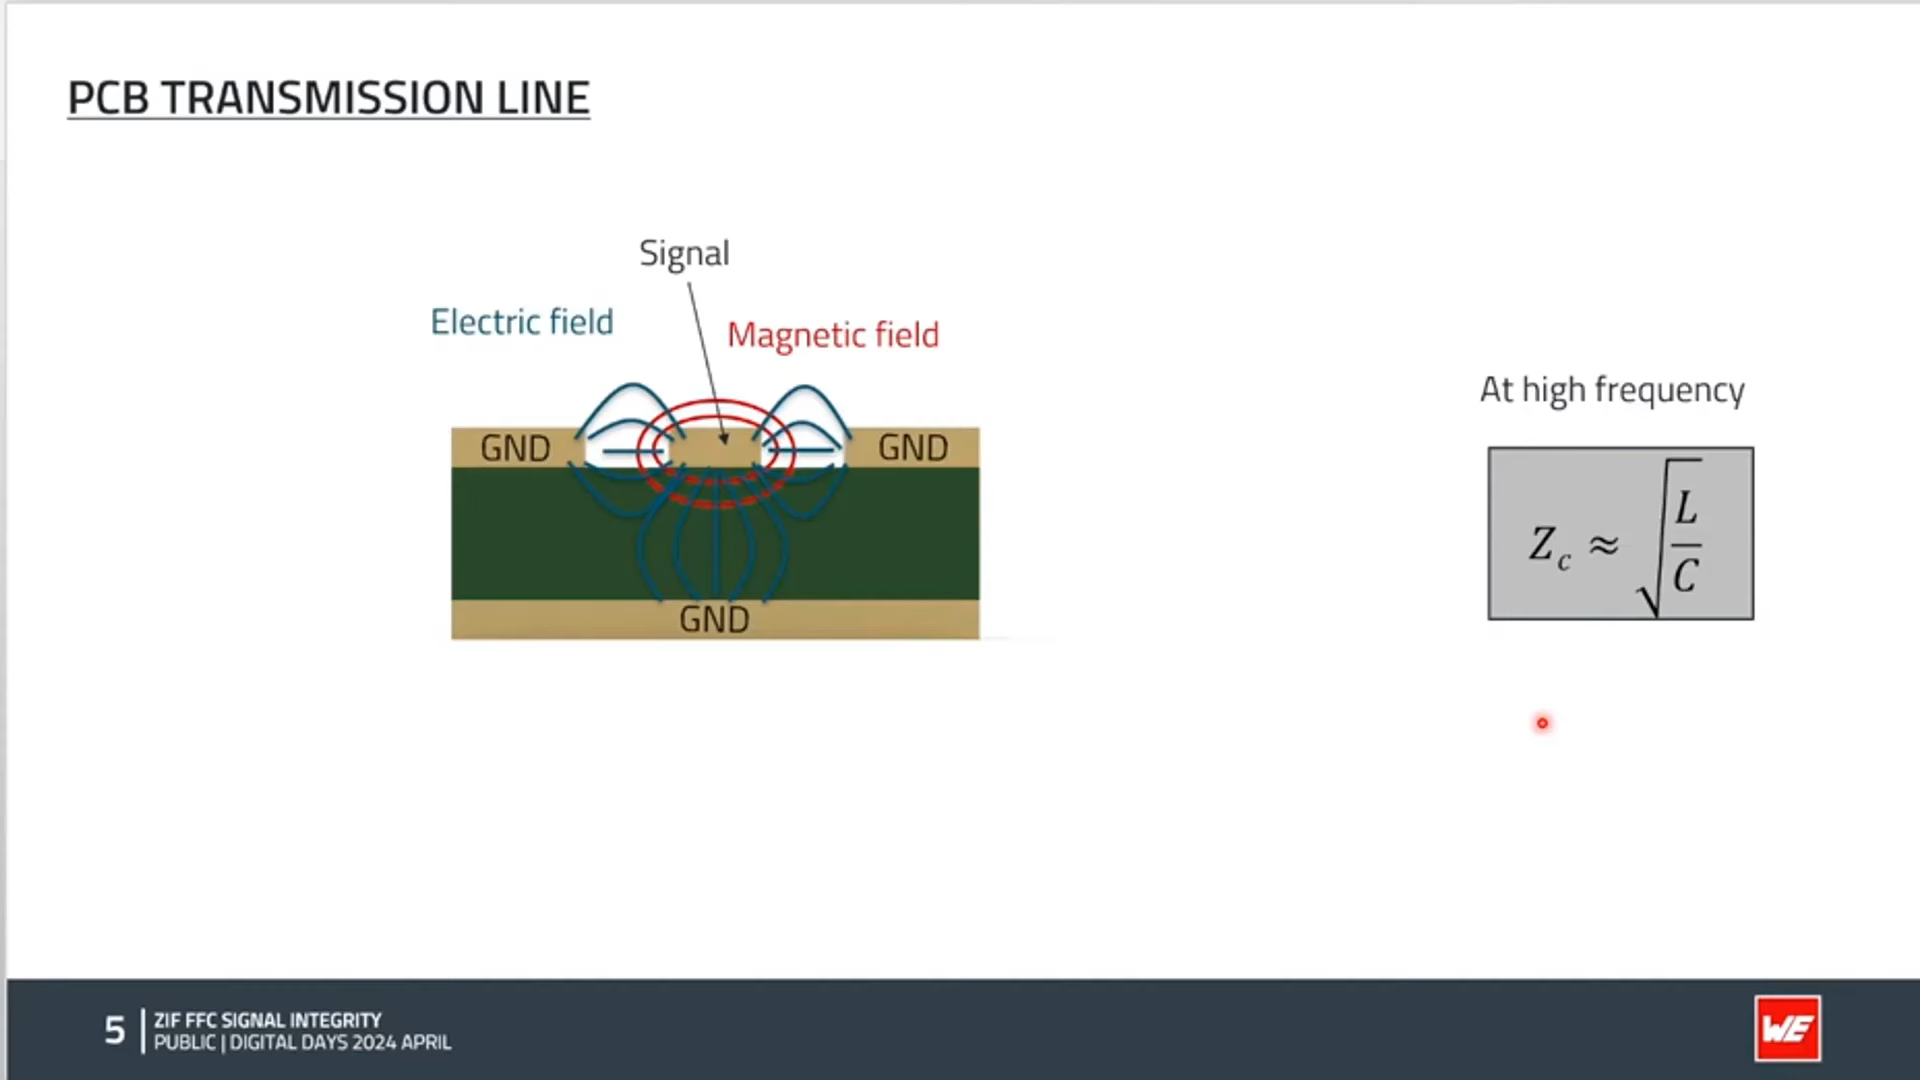 PCB TRANSMISSION LINE
Signal
Electric field
Magnetic field
GND
GND
GND
At high frequency
Z_c ≈ √(L/C)
5
ZIF FFC SIGNAL INTEGRITY
PUBLIC | DIGITAL DAYS 2024 APRIL
WE